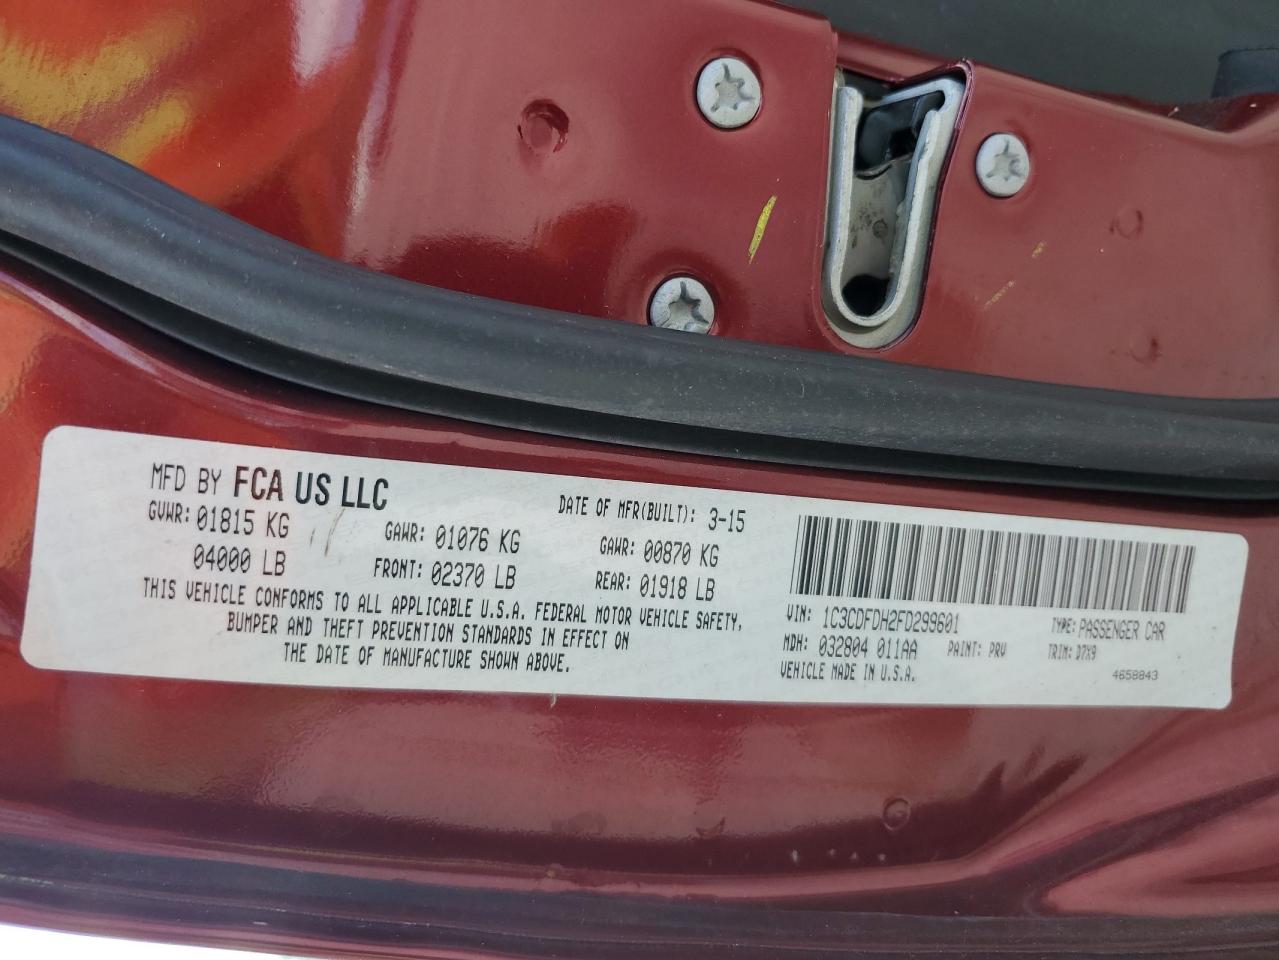 MFD BY FCA US LLC
DATE OF MFR(BUILT): 3-15
GVWR: 01815 KG
GAWR: 01076 KG
GAWR: 00870 KG
04000 LB
FRONT: 02370 LB
REAR: 01918 LB
THIS VEHICLE CONFORMS TO ALL APPLICABLE U.S.A. FEDERAL MOTOR VEHICLE SAFETY,
BUMPER AND THEFT PREVENTION STANDARDS IN EFFECT ON
THE DATE OF MANUFACTURE SHOWN ABOVE.
VIN: 1C3CDFDH2FD299601
TYPE: PASSENGER CAR
MDH: 032804 011AA
PAINT: PRV
TRIM: D7X9
VEHICLE MADE IN U.S.A.
4658843